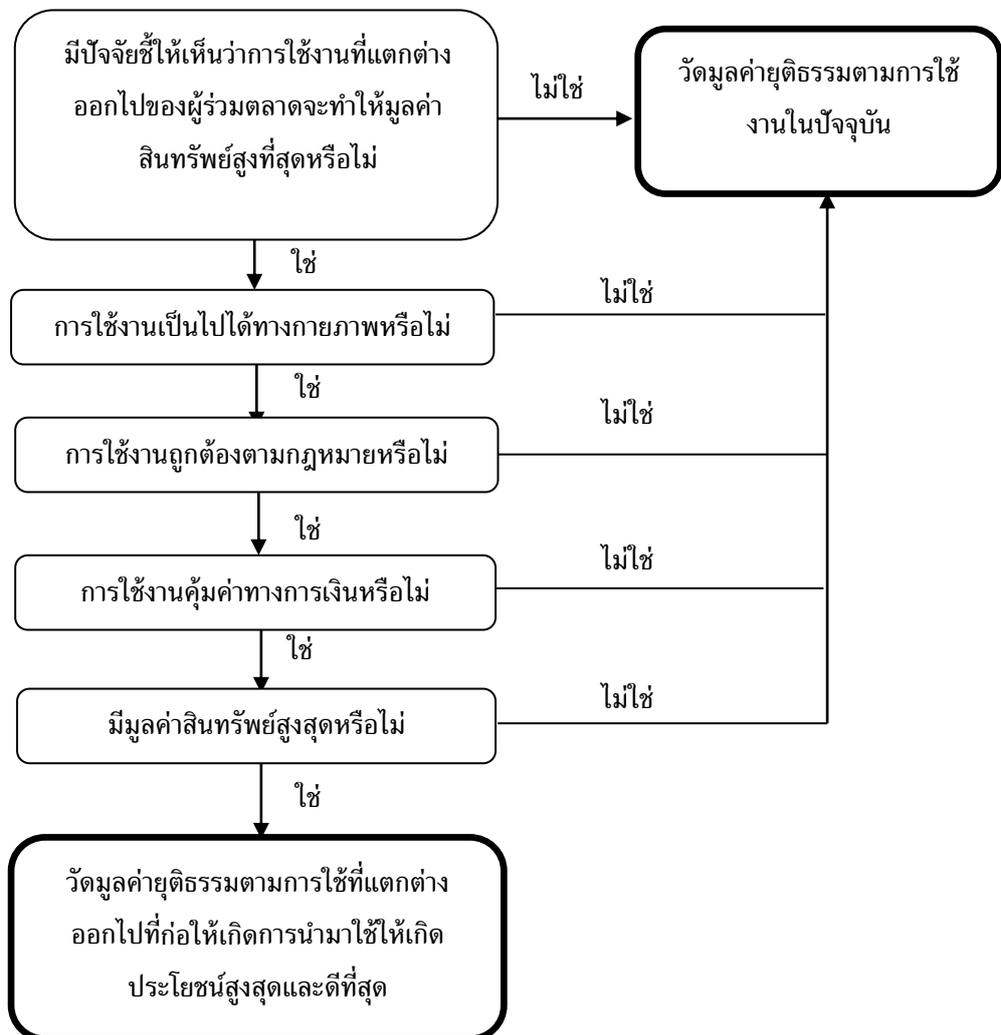 มีปัจจัยชี้ให้เห็นว่าการใช้งานที่แตกต่าง
ออกไปของผู้ร่วมตลาดจะทำให้มูลค่า
สินทรัพย์สูงที่สุดหรือไม่
ไม่ใช่
วัดมูลค่ายุติธรรมตามการใช้
งานในปัจจุบัน
ใช่
การใช้งานเป็นไปได้ทางกายภาพหรือไม่
ไม่ใช่
ใช่
การใช้งานถูกต้องตามกฎหมายหรือไม่
ไม่ใช่
ใช่
การใช้งานคุ้มค่าทางการเงินหรือไม่
ไม่ใช่
ใช่
มีมูลค่าสินทรัพย์สูงสุดหรือไม่
ไม่ใช่
ใช่
วัดมูลค่ายุติธรรมตามการใช้ที่แตกต่าง
ออกไปที่ก่อให้เกิดการนำมาใช้ให้เกิด
ประโยชน์สูงสุดและดีที่สุด